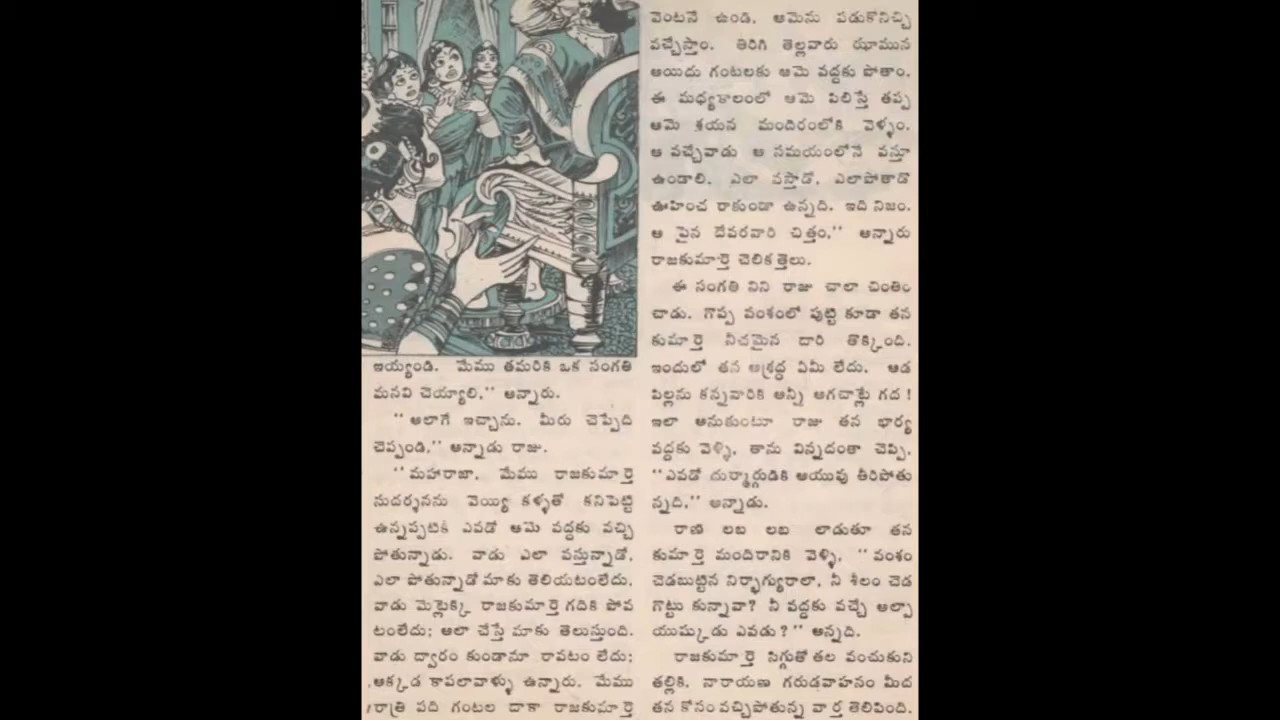 ఇయ్యండి. మేము తమరికి ఒక సంగతి
మనవి చెయ్యాలి,'' అన్నారు.
''అలాగే ఇచ్చాను. మీరు చెప్పేది
చెప్పండి,'' అన్నాడు రాజు.
''మహారాజా, మేము రాజకుమార్తె
సుదర్శనను వెయ్యి కళ్ళతో కనిపెట్టి
ఉన్నప్పటికీ ఎవడో ఆమె వద్దకు వచ్చి
పోతున్నాడు. వాడు ఎలా వస్తున్నాడో,
ఎలా పోతున్నాడో మాకు తెలియటంలేదు.
వాడు మెట్లెక్కి రాజకుమార్తె గదికి పోవ
టంలేదు; అలా చేస్తే మాకు తెలుస్తుంది.
వాడు ద్వారం కుండానూ రావటం లేదు;
అక్కడ కాపలావాళ్ళు ఉన్నారు. మేము
రాత్రి పది గంటల దాకా రాజకుమార్తె
వెంటనే ఉండి, ఆమెను పడుకోనిచ్చి
వచ్చేస్తాం. తిరిగి తెల్లవారు ఝామున
అయిదు గంటలకు ఆమె వద్దకు పోతాం.
ఈ మధ్యకాలంలో ఆమె పిలిస్తే తప్ప
ఆమె శయన మందిరంలోకి వెళ్ళం.
ఆ వచ్చేవాడు ఆ సమయంలోనే వస్తూ
ఉండాలి. ఎలా వస్తాడో, ఎలాపోతాడో
ఊహించ రాకుండా ఉన్నది. ఇది నిజం.
ఆ పైన దేవరవారి చిత్తం,'' అన్నారు
రాజకుమార్తె చెలికత్తెలు.
ఈ సంగతి విని రాజు చాలా చింతిం
చాడు. గొప్ప వంశంలో పుట్టి కూడా తన
కుమార్తె నీచమైన దారి తొక్కింది.
ఇందులో తన అశ్రద్ధ ఏమీ లేదు. ఆడ
పిల్లను కన్నవారికి అన్నీ అగచాట్లే గద!
ఇలా అనుకుంటూ రాజు తన భార్య
వద్దకు వెళ్ళి, తాను విన్నదంతా చెప్పి,
''ఎవడో దుర్మార్గుడికి ఆయువు తీరిపోతు
న్నది,'' అన్నాడు.
రాణి లబ లబ లాడుతూ తన
కుమార్తె మందిరానికి వెళ్ళి, ''వంశం
చెడబుట్టిన నిర్భాగ్యురాలా, నీ శీలం చెడ
గొట్టు కున్నావా? నీ వద్దకు వచ్చే అల్పా
యుష్కుడు ఎవడు?'' అన్నది.
రాజకుమార్తె సిగ్గుతో తల వంచుకుని
తల్లికి, నారాయణ గరుడవాహనం మీద
తన కోసం వచ్చిపోతున్న వార్త తెలిపింది.